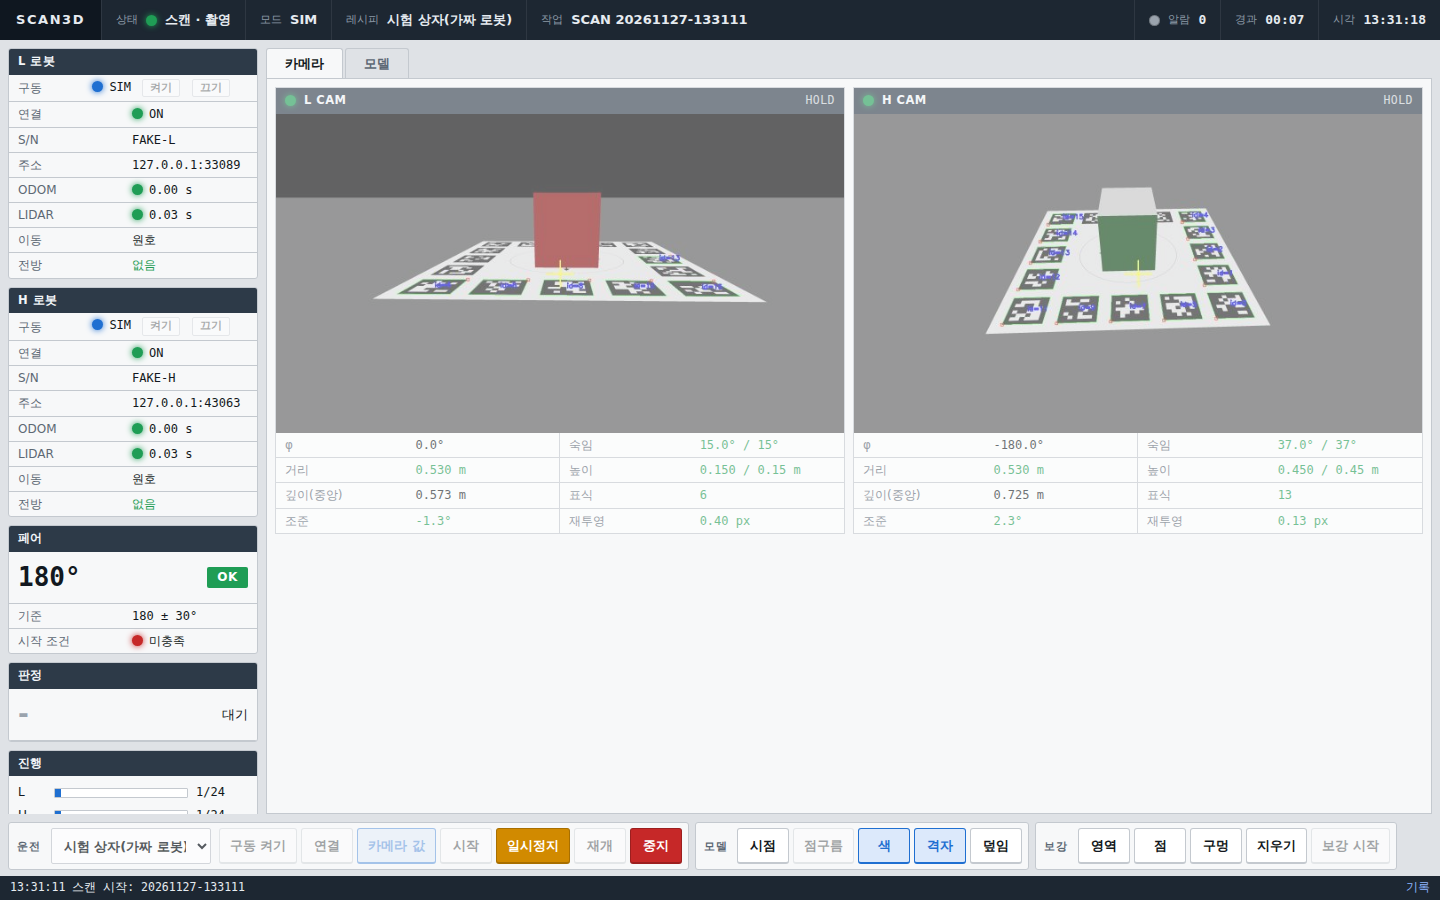 SCAN3D 상태 스캔 · 촬영 모드 SIM 레시피 시험 상자(가짜 로봇) 작업 SCAN 20261127-133111 알람 0 경과 00:07 시각 13:31:18
L 로봇
구동 SIM 켜기 끄기
연결 ON
S/N FAKE-L
주소 127.0.0.1:33089
ODOM 0.00 s
LIDAR 0.03 s
이동 원호
전방 없음
H 로봇
구동 SIM 켜기 끄기
연결 ON
S/N FAKE-H
주소 127.0.0.1:43063
ODOM 0.00 s
LIDAR 0.03 s
이동 원호
전방 없음
페어
180° OK
기준 180 ± 30°
시작 조건 미충족
판정
– 대기
진행
L 1/24
H 1/24
카메라 모델
L CAM HOLD
φ 0.0° 숙임 15.0° / 15°
거리 0.530 m 높이 0.150 / 0.15 m
깊이(중앙) 0.573 m 표식 6
조준 -1.3° 재투영 0.40 px
H CAM HOLD
φ -180.0° 숙임 37.0° / 37°
거리 0.530 m 높이 0.450 / 0.45 m
깊이(중앙) 0.725 m 표식 13
조준 2.3° 재투영 0.13 px
운전 시험 상자(가짜 로봇) 구동 켜기 연결 카메라 값 시작 일시정지 재개 중지 모델 시점 점구름 색 격자 덮임 보강 영역 점 구멍 지우기 보강 시작
13:31:11 스캔 시작: 20261127-133111 기록